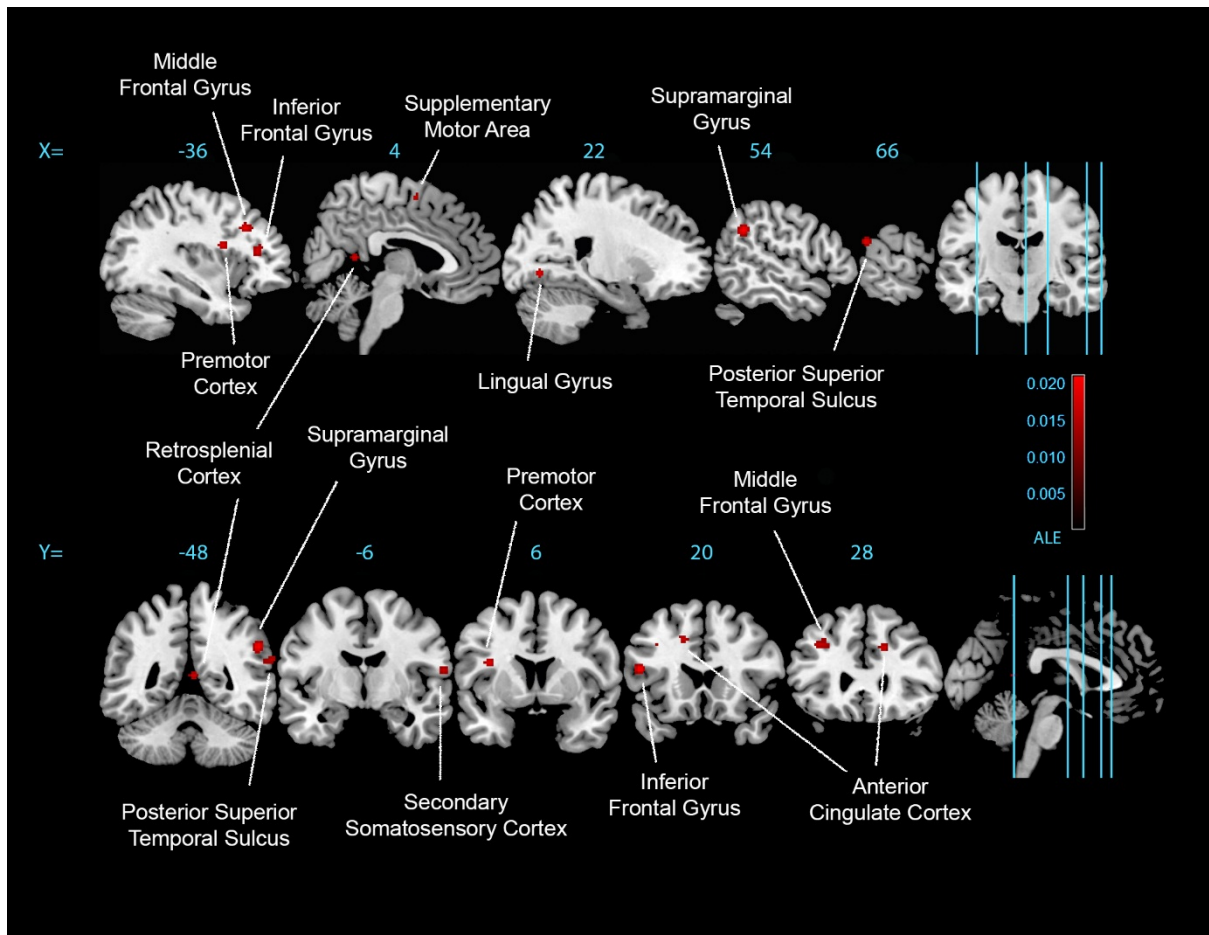 Middle
Frontal Gyrus
Inferior
Frontal Gyrus
Supplementary
Motor Area
Supramarginal
Gyrus
X= -36 4 22 54 66
Premotor
Cortex
Lingual Gyrus
Posterior Superior
Temporal Sulcus
0.020
0.015
0.010
0.005
ALE
Retrosplenial
Cortex
Supramarginal
Gyrus
Premotor
Cortex
Middle
Frontal Gyrus
Y= -48 -6 6 20 28
Posterior Superior
Temporal Sulcus
Secondary
Somatosensory Cortex
Inferior
Frontal Gyrus
Anterior
Cingulate Cortex